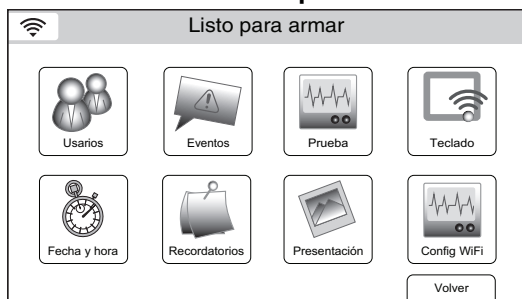 Listo para armar
Usarios
Eventos
Prueba
Teclado
Fecha y hora
Recordatorios
Presentación
Config WiFi
Volver